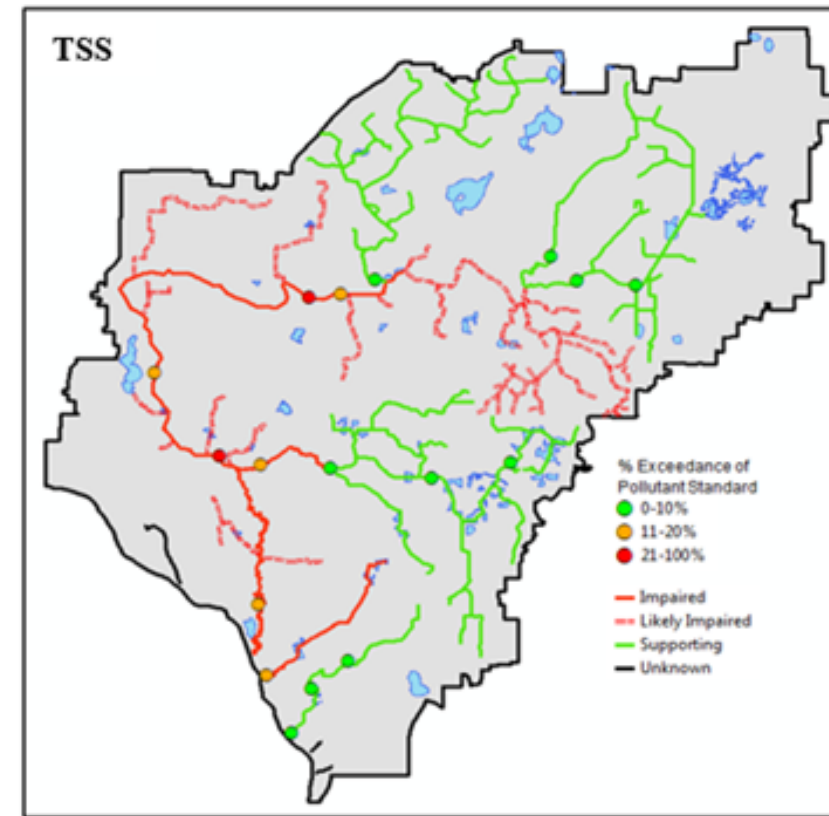 TSS
% Exceedance of
Pollutant Standard
0-10%
11-20%
21-100%
Impaired
Likely Impaired
Supporting
Unknown